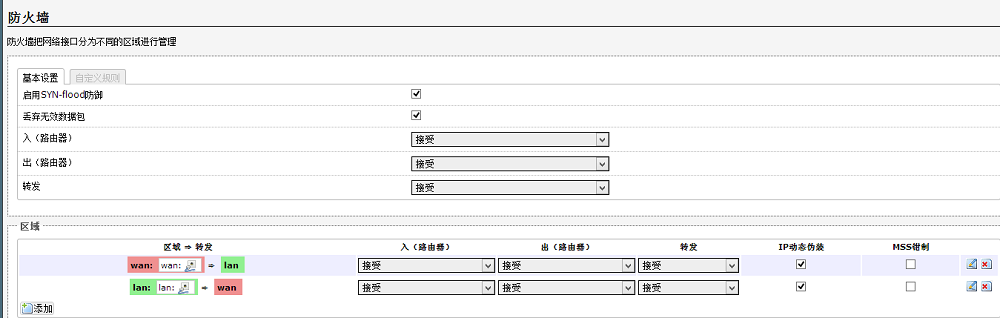 防火墙
防火墙把网络接口分为不同的区域进行管理
基本设置 自定义规则
启用SYN-flood防御
丢弃无效数据包
入（路由器） 接受
出（路由器） 接受
转发 接受
区域
区域 ⇒ 转发 入（路由器） 出（路由器） 转发 IP动态伪装 MSS钳制
wan: wan: ⇒ lan 接受 接受 接受
lan: lan: ⇒ wan 接受 接受 接受
添加